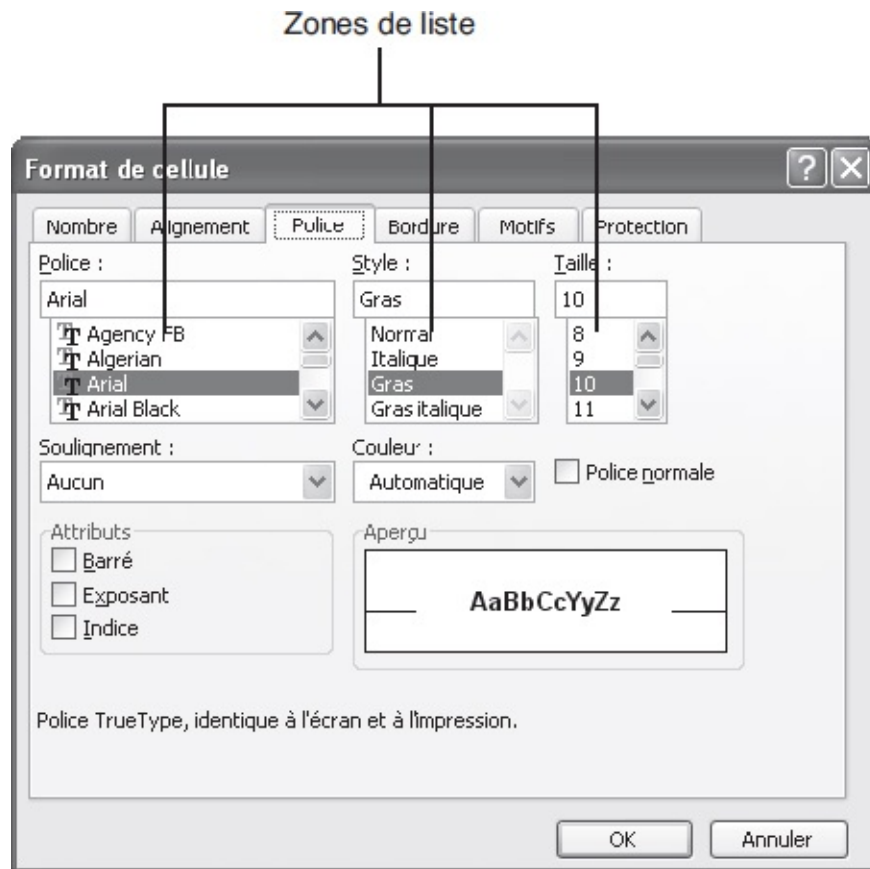 Zones de liste
Format de cellule
Nombre Alignement Police Bordure Motifs Protection
Police : Style : Taille :
Arial Gras 10
Agency FB Normal 8
Algerian Italique 9
Arial Gras 10
Arial Black Gras italique 11
Soulignement : Couleur :
Aucun Automatique Police normale
Attributs Aperçu
Barré
Exposant AaBbCcYyZz
Indice
Police TrueType, identique à l'écran et à l'impression.
OK Annuler